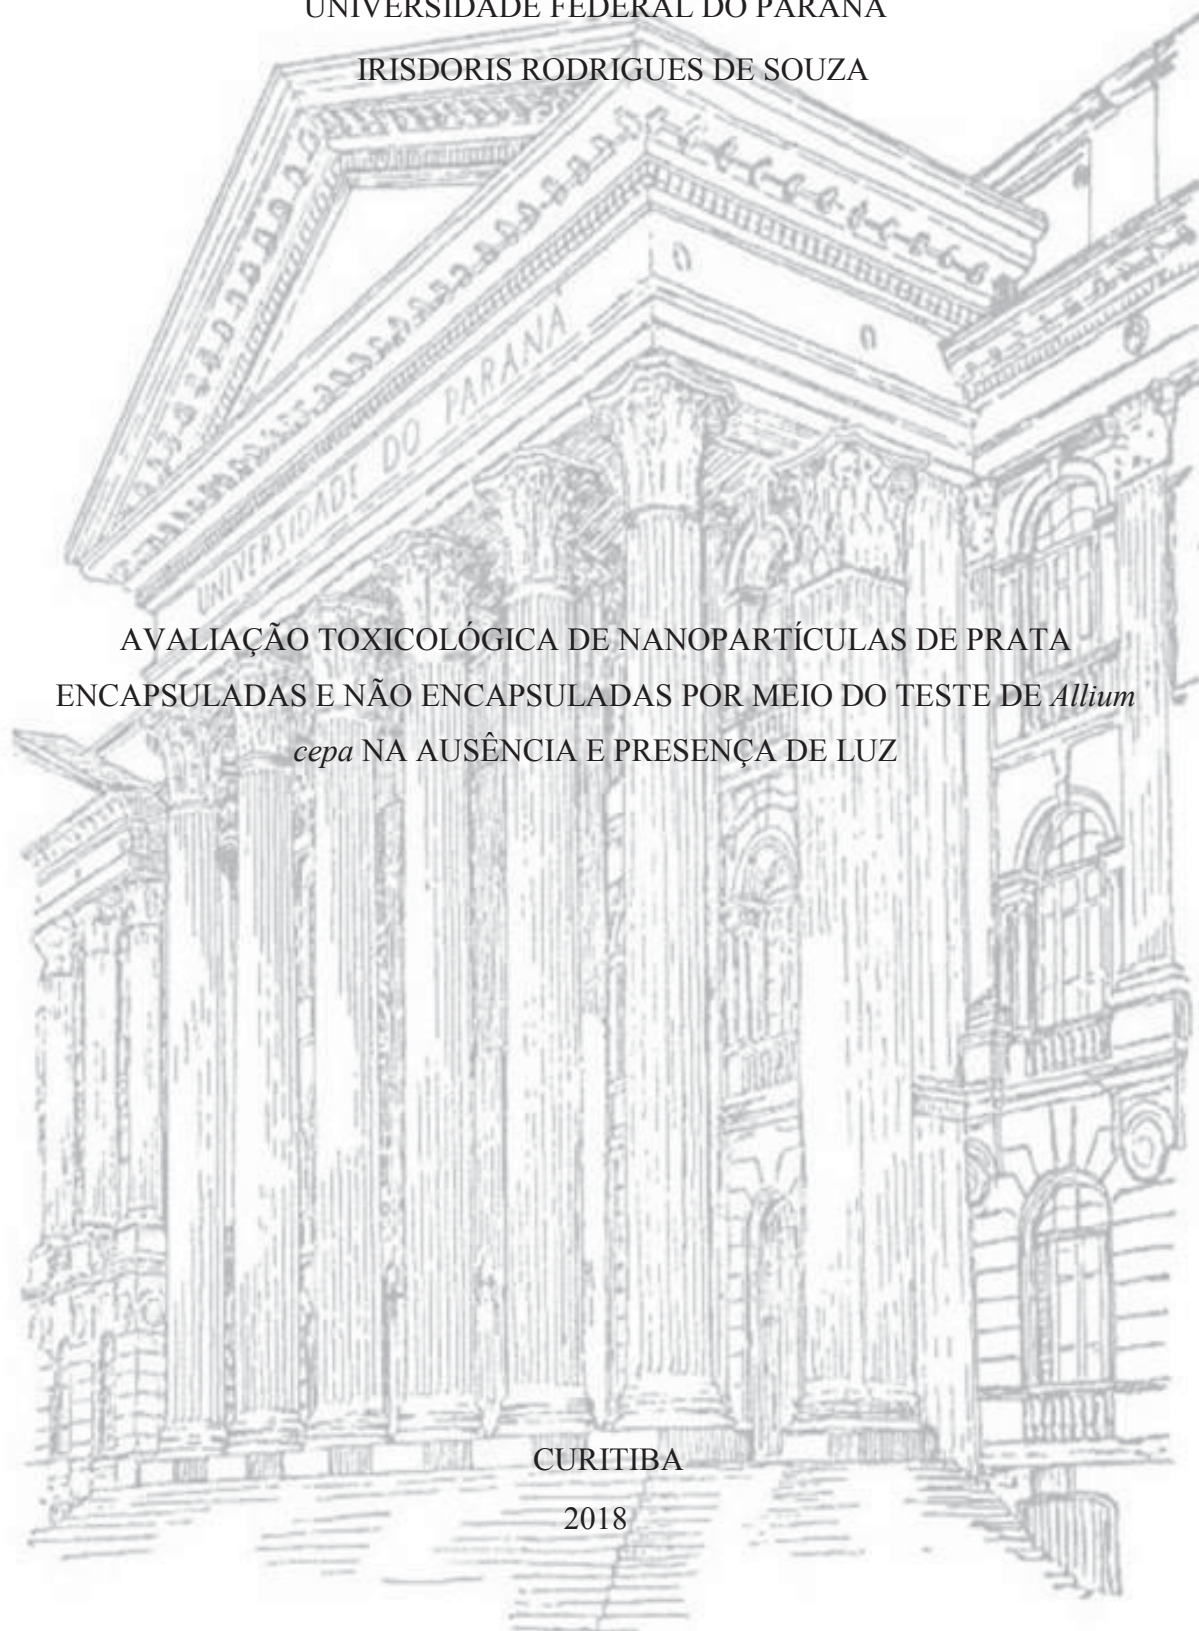 UNIVERSIDADE FEDERAL DO PARANÁ
IRISDORIS RODRIGUES DE SOUZA
UNIVERSIDADE DO PARANÁ
AVALIAÇÃO TOXICOLÓGICA DE NANOPARTÍCULAS DE PRATA
ENCAPSULADAS E NÃO ENCAPSULADAS POR MEIO DO TESTE DE Allium
cepa NA AUSÊNCIA E PRESENÇA DE LUZ
CURITIBA
2018